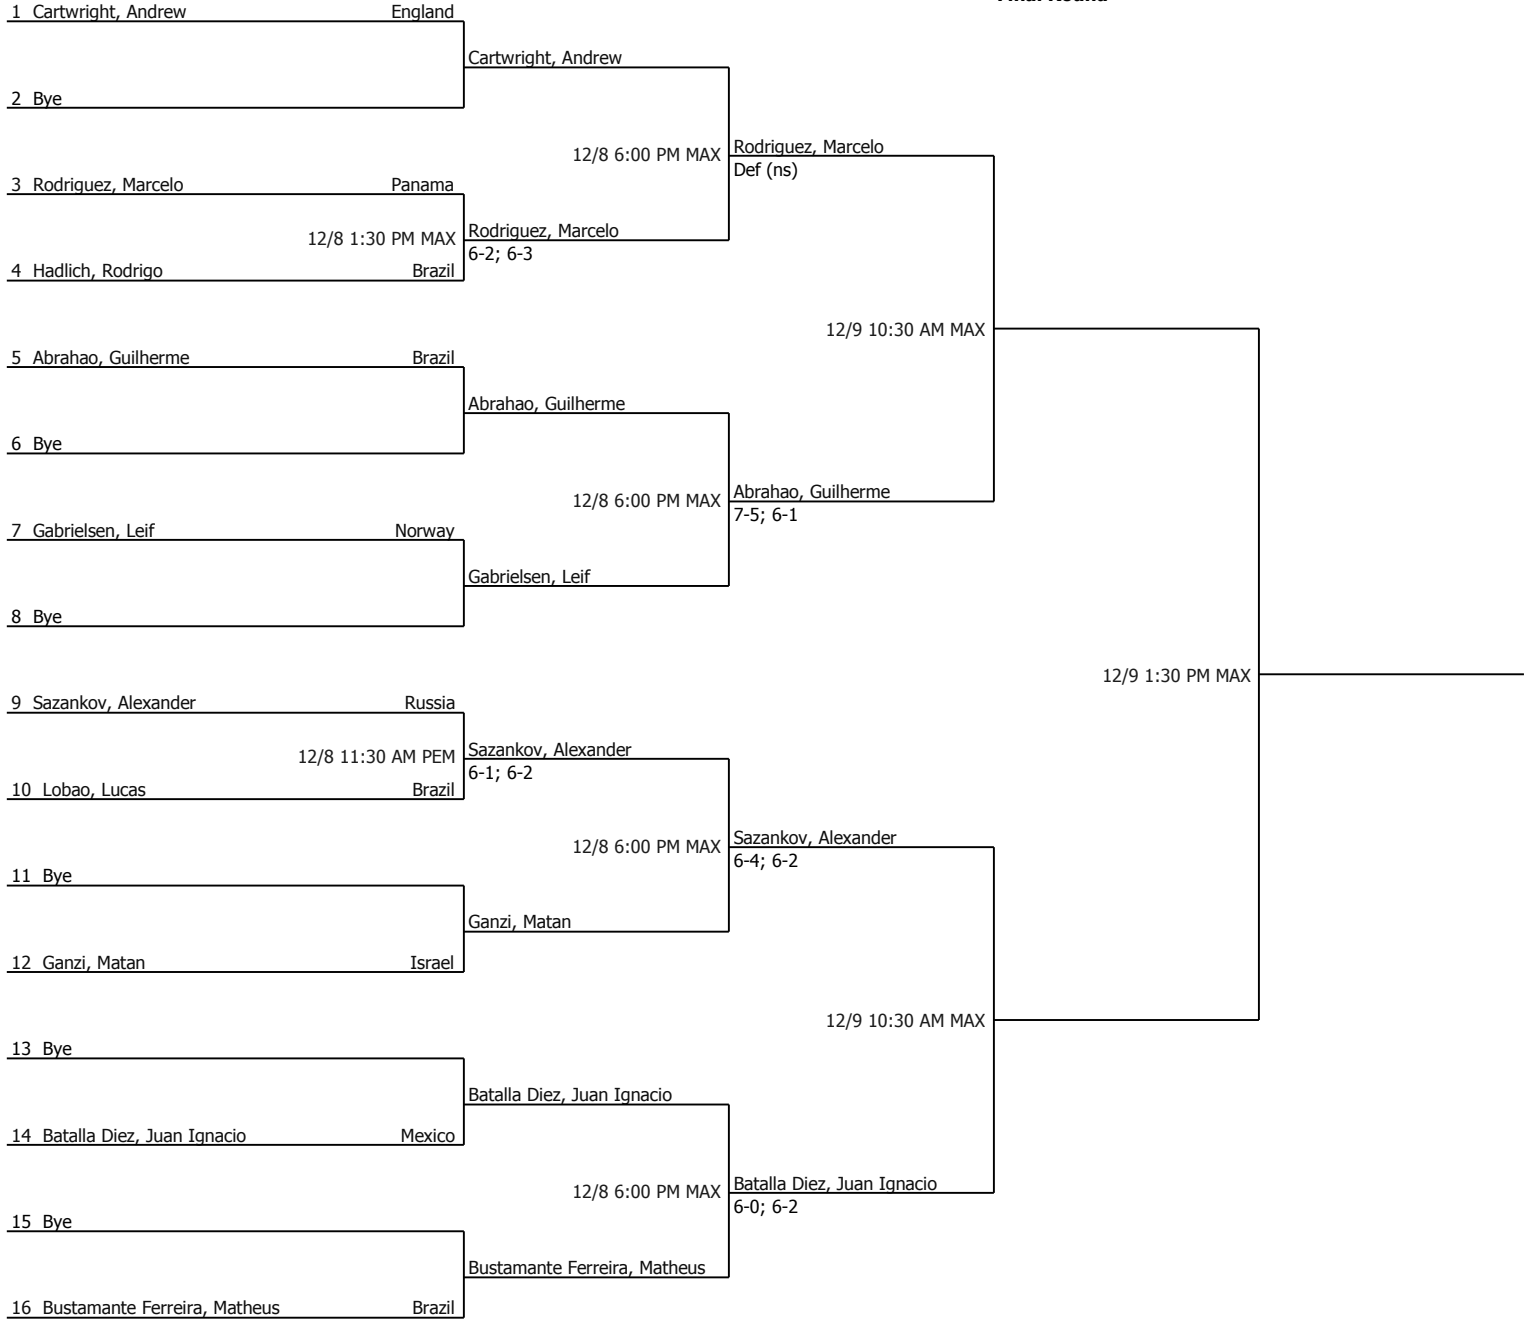 Final Round
1 Cartwright, Andrew England
Cartwright, Andrew
2 Bye
12/8 6:00 PM MAX Rodriguez, Marcelo
Def (ns)
3 Rodriguez, Marcelo Panama
12/8 1:30 PM MAX Rodriguez, Marcelo
6-2; 6-3
4 Hadlich, Rodrigo Brazil
12/9 10:30 AM MAX
5 Abrahao, Guilherme Brazil
Abrahao, Guilherme
6 Bye
12/8 6:00 PM MAX Abrahao, Guilherme
7-5; 6-1
7 Gabrielsen, Leif Norway
Gabrielsen, Leif
8 Bye
12/9 1:30 PM MAX
9 Sazankov, Alexander Russia
12/8 11:30 AM PEM Sazankov, Alexander
6-1; 6-2
10 Lobao, Lucas Brazil
12/8 6:00 PM MAX Sazankov, Alexander
6-4; 6-2
11 Bye
Ganzi, Matan
12 Ganzi, Matan Israel
12/9 10:30 AM MAX
13 Bye
Batalla Diez, Juan Ignacio
14 Batalla Diez, Juan Ignacio Mexico
12/8 6:00 PM MAX Batalla Diez, Juan Ignacio
6-0; 6-2
15 Bye
Bustamante Ferreira, Matheus
16 Bustamante Ferreira, Matheus Brazil